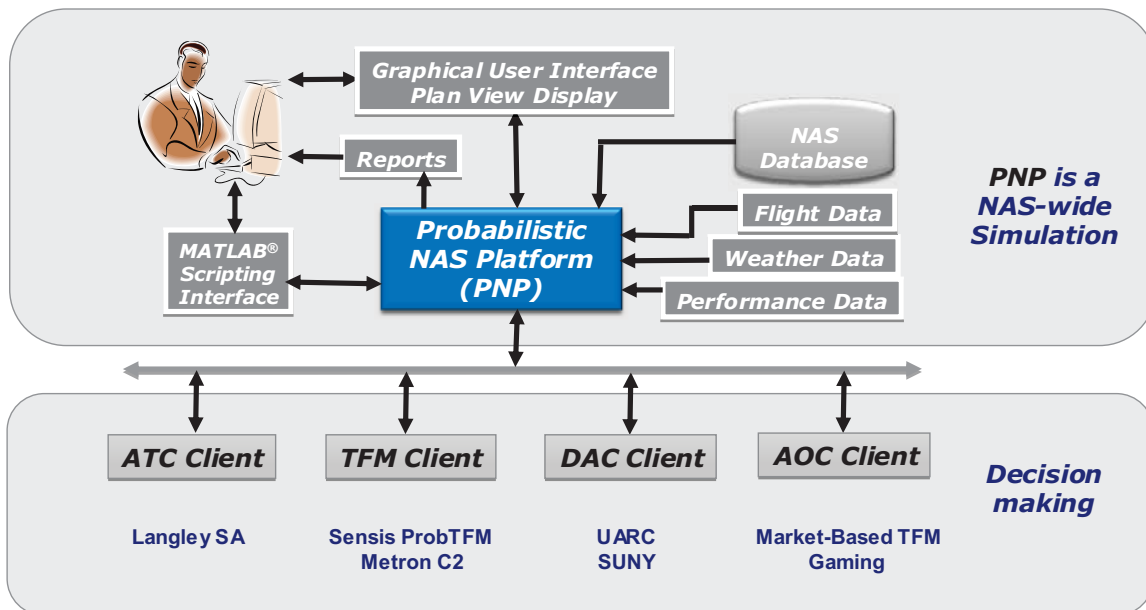 Graphical User Interface
Plan View Display
Reports
NAS
Database
Flight Data
Weather Data
Performance Data
PNP is a
NAS-wide
Simulation
MATLAB®
Scripting
Interface
Probabilistic
NAS Platform
(PNP)
ATC Client
TFM Client
DAC Client
AOC Client
Decision
making
Langley SA
Sensis ProbTFM
Metron C2
UARC
SUNY
Market-Based TFM
Gaming